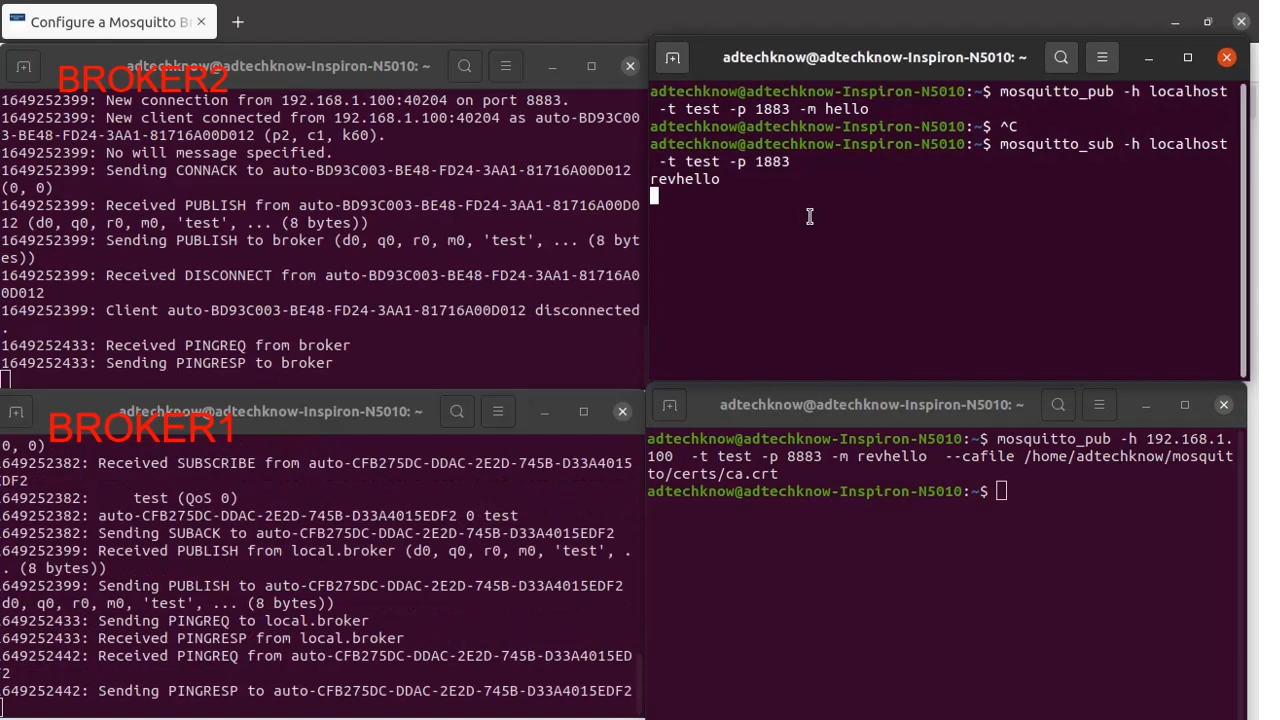 Configure a Mosquitto Br
adtechknow@adtechknow-Inspiron-N5010: ~
BROKER2
1649252399: New connection from 192.168.1.100:40204 on port 8883.
1649252399: New client connected from 192.168.1.100:40204 as auto-BD93C00
3-BE48-FD24-3AA1-81716A00D012 (p2, c1, k60).
1649252399: No will message specified.
1649252399: Sending CONNACK to auto-BD93C003-BE48-FD24-3AA1-81716A00D012
(0, 0)
1649252399: Received PUBLISH from auto-BD93C003-BE48-FD24-3AA1-81716A00D0
12 (d0, q0, r0, m0, 'test', ... (8 bytes))
1649252399: Sending PUBLISH to broker (d0, q0, r0, m0, 'test', ... (8 byt
es))
1649252399: Received DISCONNECT from auto-BD93C003-BE48-FD24-3AA1-81716A0
0D012
1649252399: Client auto-BD93C003-BE48-FD24-3AA1-81716A00D012 disconnected
.
1649252433: Received PINGREQ from broker
1649252433: Sending PINGRESP to broker
adtechknow@adtechknow-Inspiron-N5010: ~
adtechknow@adtechknow-Inspiron-N5010:~$ mosquitto_pub -h localhost
-t test -p 1883 -m hello
adtechknow@adtechknow-Inspiron-N5010:~$ ^C
adtechknow@adtechknow-Inspiron-N5010:~$ mosquitto_sub -h localhost
-t test -p 1883
revhello
adtechknow@adtechknow-Inspiron-N5010: ~
BROKER1
0, 0)
1649252382: Received SUBSCRIBE from auto-CFB275DC-DDAC-2E2D-745B-D33A4015
EDF2
1649252382:     test (QoS 0)
1649252382: auto-CFB275DC-DDAC-2E2D-745B-D33A4015EDF2 0 test
1649252382: Sending SUBACK to auto-CFB275DC-DDAC-2E2D-745B-D33A4015EDF2
1649252399: Received PUBLISH from local.broker (d0, q0, r0, m0, 'test', .
. (8 bytes))
1649252399: Sending PUBLISH to auto-CFB275DC-DDAC-2E2D-745B-D33A4015EDF2
d0, q0, r0, m0, 'test', ... (8 bytes))
1649252433: Sending PINGREQ to local.broker
1649252433: Received PINGRESP from local.broker
1649252442: Received PINGREQ from auto-CFB275DC-DDAC-2E2D-745B-D33A4015ED
F2
1649252442: Sending PINGRESP to auto-CFB275DC-DDAC-2E2D-745B-D33A4015EDF2
adtechknow@adtechknow-Inspiron-N5010: ~
adtechknow@adtechknow-Inspiron-N5010:~$ mosquitto_pub -h 192.168.1.
100  -t test -p 8883 -m revhello  --cafile /home/adtechknow/mosquit
to/certs/ca.crt
adtechknow@adtechknow-Inspiron-N5010:~$